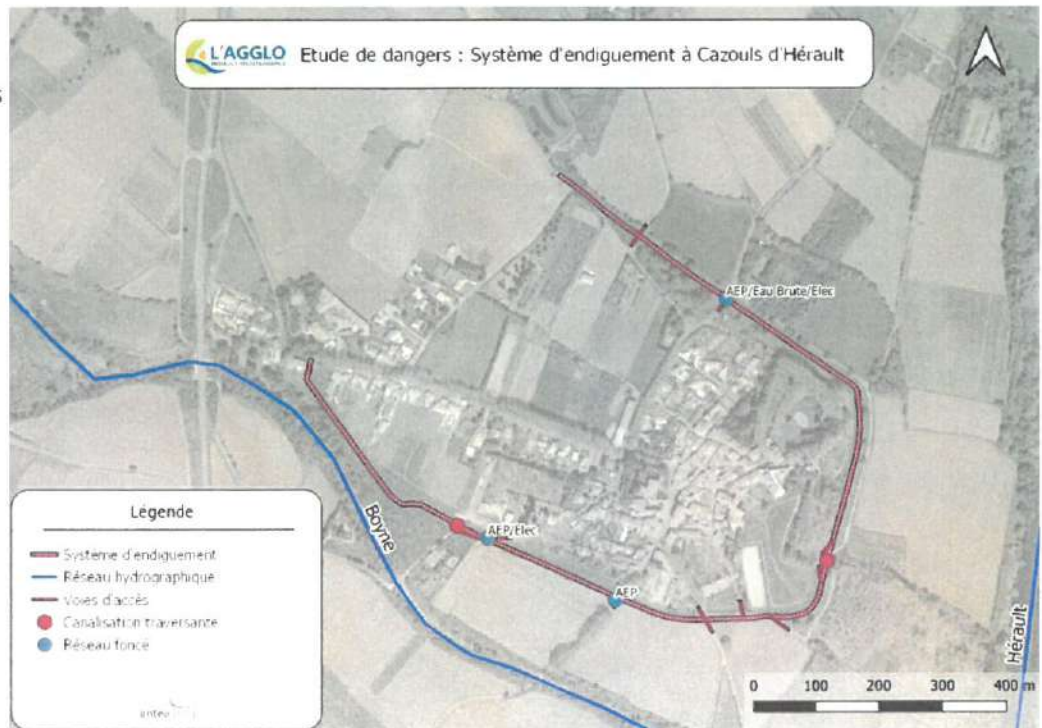 L'AGGLO
Etude de dangers : Système d'endiguement à Cazouls d'Hérault
AEP/Eau Brute/Elec
Boyne
AEP/Elec
AEP
Hérault
Légende
Système d'endiguement
Réseau hydrographique
Voies d'accès
Canalisation traversante
Réseau foncé
0 100 200 300 400 m